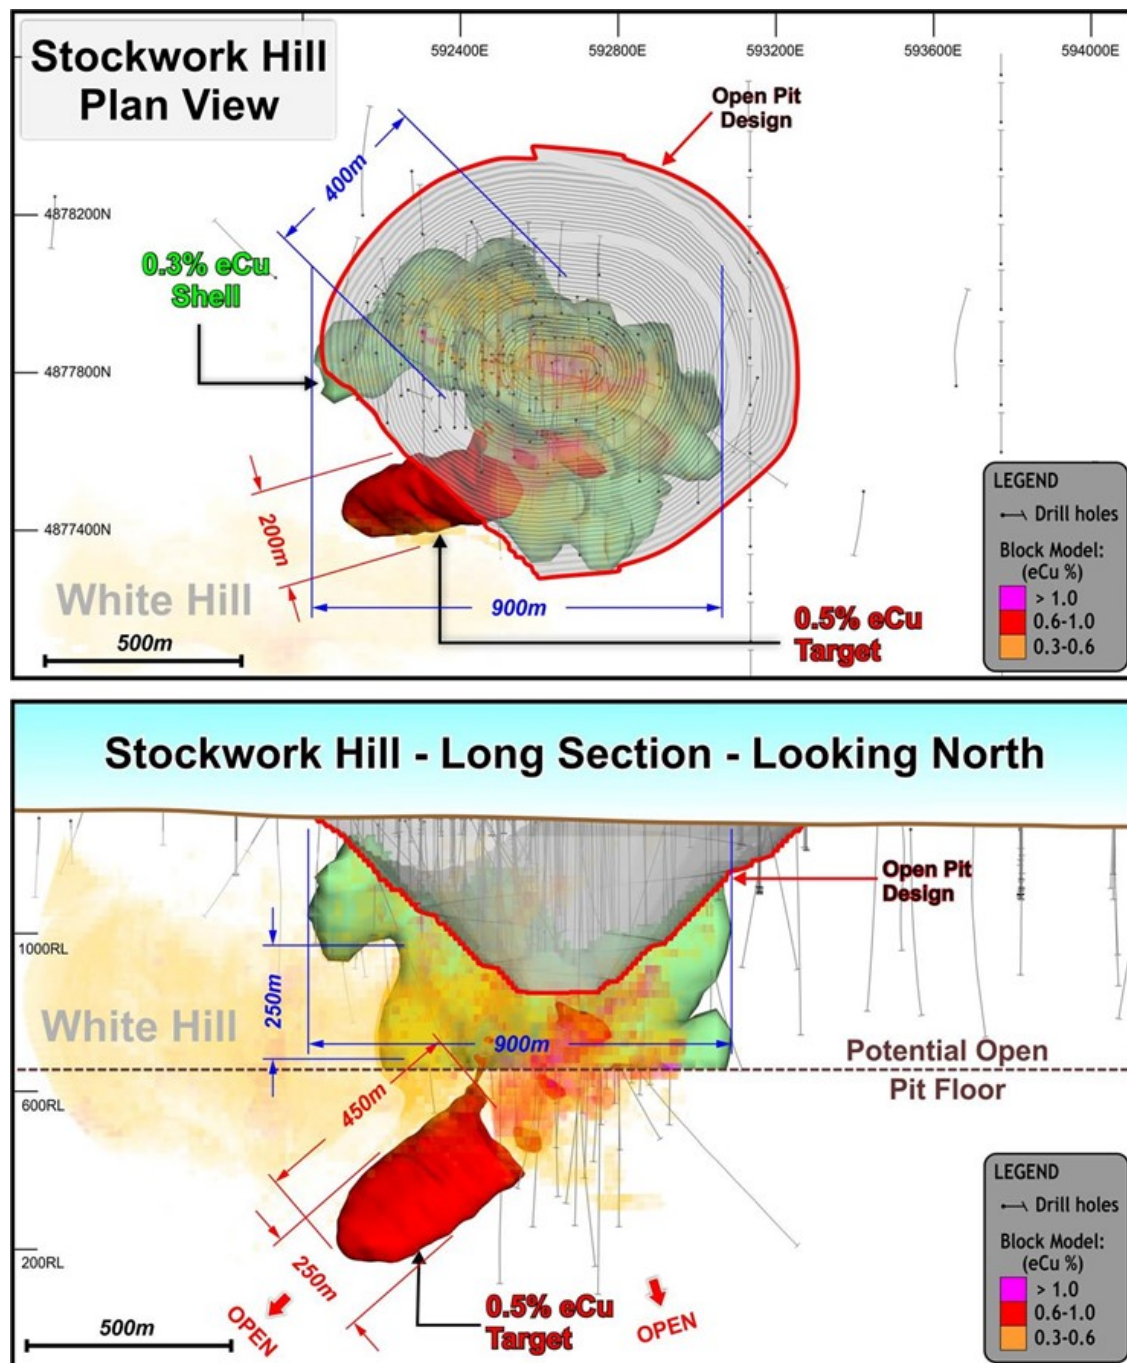 Stockwork Hill
Plan View
592400E
592800E
593200E
593600E
594000E
Open Pit
Design
400m
4878200N
0.3% eCu
Shell
4877800N
4877400N
200m
White Hill
900m
500m
0.5% eCu
Target
LEGEND
Drill holes
Block Model:
(eCu %)
> 1.0
0.6-1.0
0.3-0.6
Stockwork Hill - Long Section - Looking North
Open Pit
Design
1000RL
250m
White Hill
900m
Potential Open
Pit Floor
600RL
450m
200RL
250m
OPEN
0.5% eCu
Target
OPEN
500m
LEGEND
Drill holes
Block Model:
(eCu %)
> 1.0
0.6-1.0
0.3-0.6